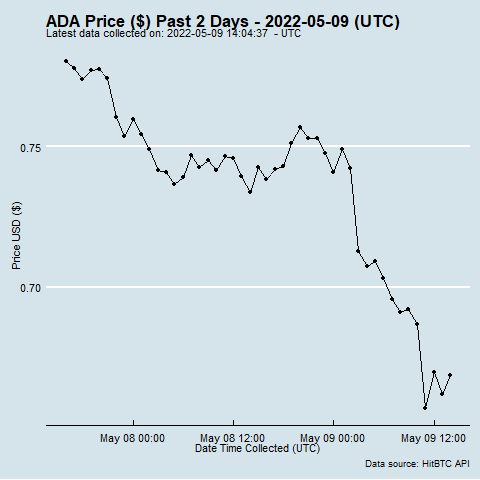 ADA Price ($) Past 2 Days - 2022-05-09 (UTC)
Latest data collected on: 2022-05-09 14:04:37  - UTC
0.75
Price USD ($)
0.70
May 08 00:00 May 08 12:00 May 09 00:00 May 09 12:00
Date Time Collected (UTC)
Data source: HitBTC API